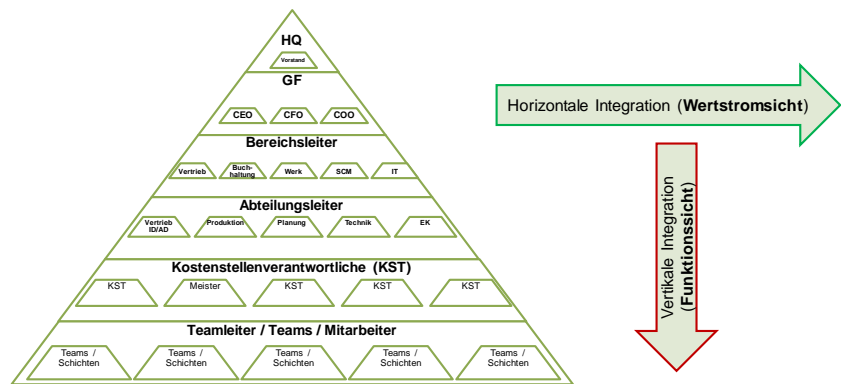 HQ
Vorstand
GF
CEO
CFO
COO
Bereichsleiter
Vertrieb
Buch-
haltung
Werk
SCM
IT
Abteilungsleiter
Vertrieb
ID/AD
Produktion
Planung
Technik
EK
Kostenstellenverantwortliche (KST)
KST
Meister
KST
KST
KST
Teamleiter / Teams / Mitarbeiter
Teams /
Schichten
Teams /
Schichten
Teams /
Schichten
Teams /
Schichten
Teams /
Schichten
Horizontale Integration (Wertstromsicht)
Vertikale Integration
(Funktionssicht)